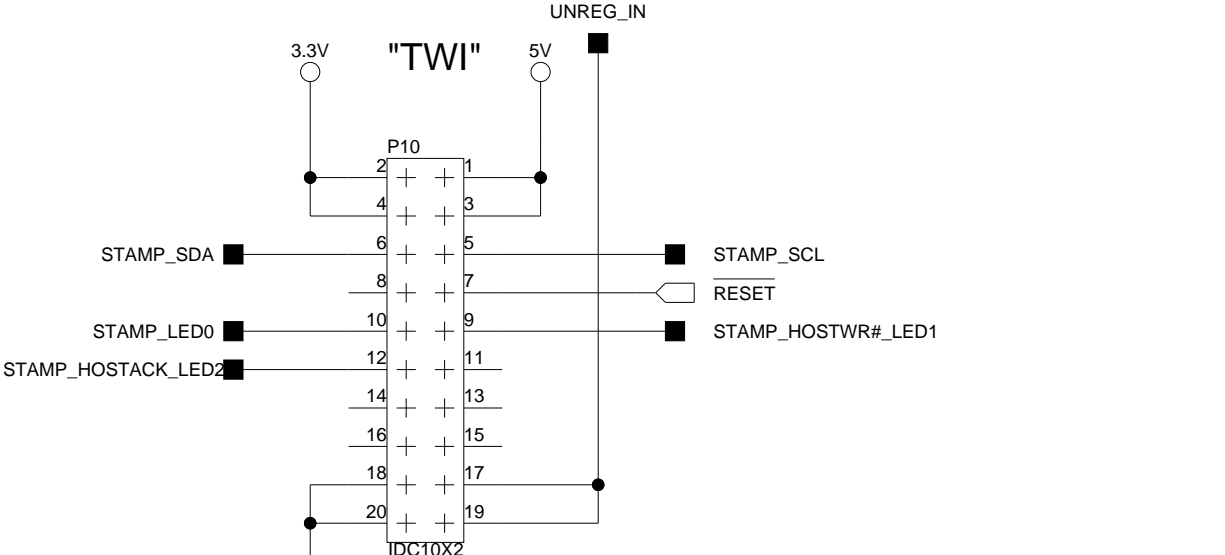 UNREG_IN
3.3V "TWI" 5V
P10
2 1
4 3
STAMP_SDA 6 5 STAMP_SCL
8 7 RESET
STAMP_LED0 10 9 STAMP_HOSTWR#_LED1
STAMP_HOSTACK_LED2 12 11
14 13
16 15
18 17
20 19
IDC10X2